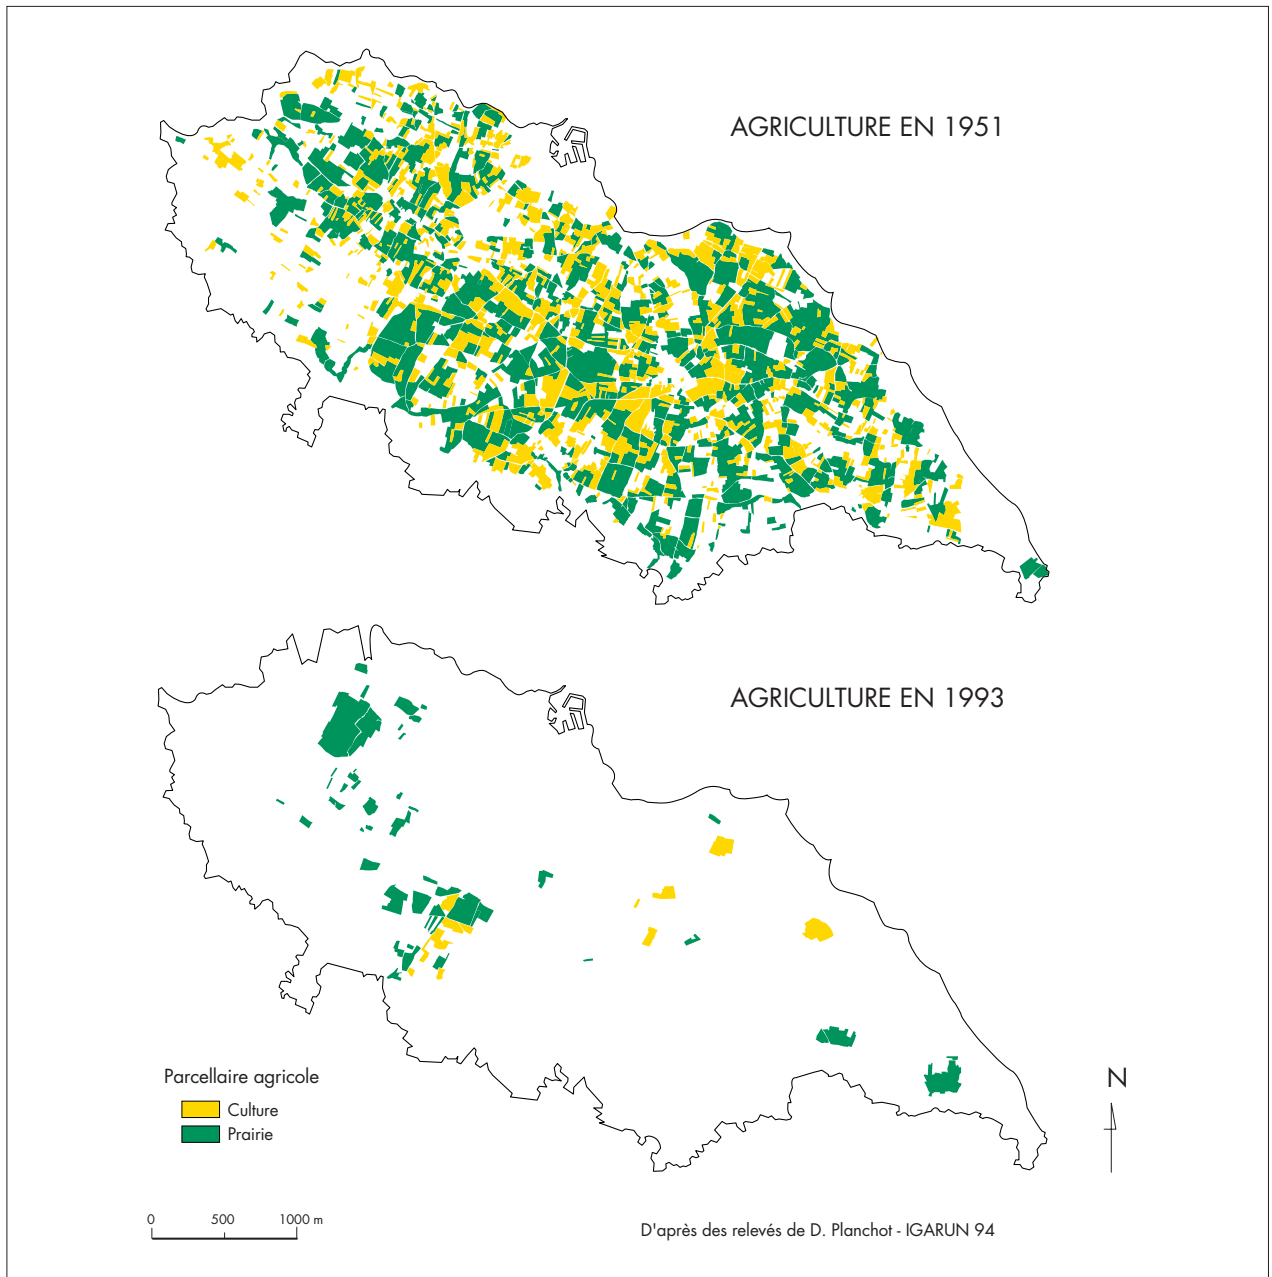 AGRICULTURE EN 1951
AGRICULTURE EN 1993
Parcellaire agricole
Culture
Prairie
N
0 500 1000 m
D'après des relevés de D. Planchot - IGARUN 94